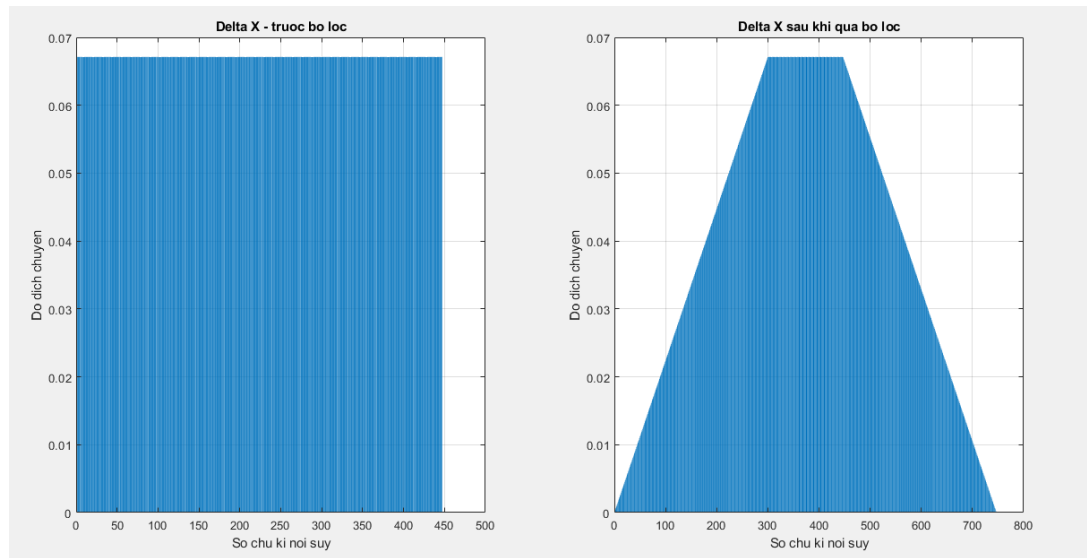 Delta X - truoc bo loc
0.07
0.06
0.05
0.04
0.03
0.02
0.01
0
Do dich chuyen
0 50 100 150 200 250 300 350 400 450 500
So chu ki noi suy
Delta X sau khi qua bo loc
0.07
0.06
0.05
0.04
0.03
0.02
0.01
0
Do dich chuyen
0 100 200 300 400 500 600 700 800
So chu ki noi suy